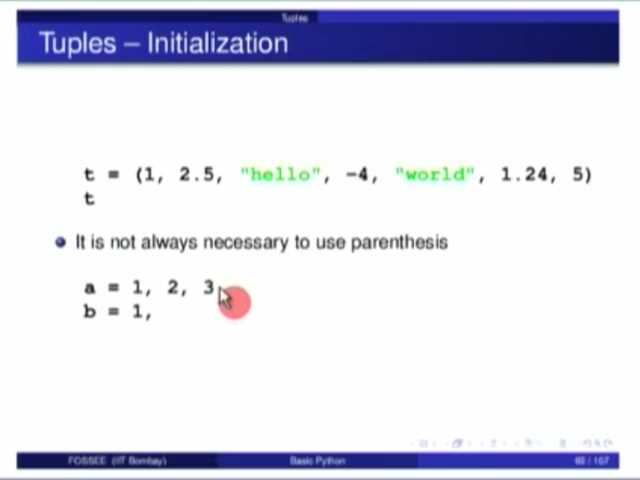 Tuples
Tuples – Initialization
t = (1, 2.5, "hello", -4, "world", 1.24, 5)
t
It is not always necessary to use parenthesis
a = 1, 2, 3
b = 1,
FOSSEE (IIT Bombay) Basic Python 92 / 167